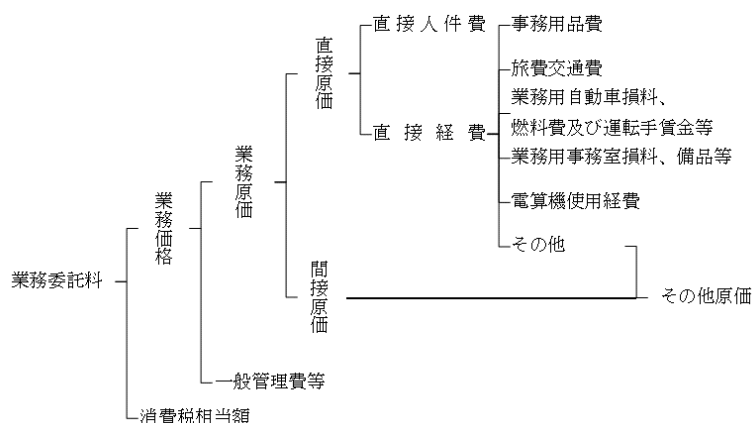 直接人件費
事務用品費
旅費交通費
業務用自動車損料、
燃料費及び運転手賃金等
業務用事務室損料、備品等
電算機使用経費
その他
直接経費
直接原価
業務原価
業務価格
間接原価
その他原価
業務委託料
一般管理費等
消費税相当額